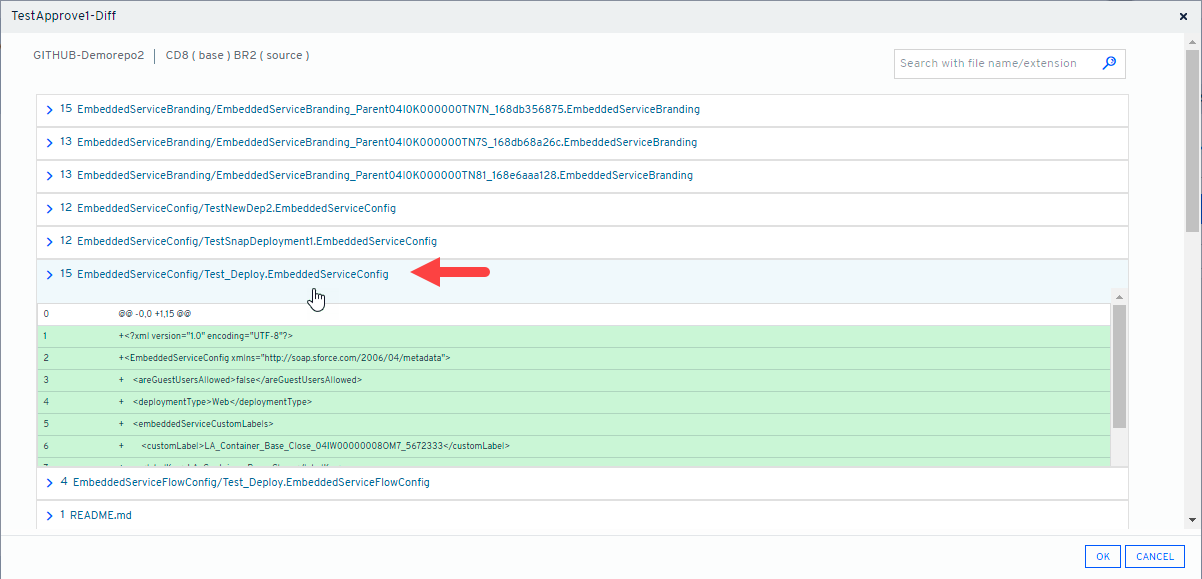 TestApprove1-Diff
GITHUB-Demorepo2 | CD8 ( base ) BR2 ( source )
Search with file name/extension
15 EmbeddedServiceBranding/EmbeddedServiceBranding_Parent04I0K000000TN7N_168db356875.EmbeddedServiceBranding
13 EmbeddedServiceBranding/EmbeddedServiceBranding_Parent04I0K000000TN7S_168db68a26c.EmbeddedServiceBranding
13 EmbeddedServiceBranding/EmbeddedServiceBranding_Parent04I0K000000TN81_168e6aaa128.EmbeddedServiceBranding
12 EmbeddedServiceConfig/TestNewDep2.EmbeddedServiceConfig
12 EmbeddedServiceConfig/TestSnapDeployment1.EmbeddedServiceConfig
15 EmbeddedServiceConfig/Test_Deploy.EmbeddedServiceConfig
0 @@ -0,0 +1,15 @@
1 +<?xml version="1.0" encoding="UTF-8"?>
2 +<EmbeddedServiceConfig xmlns="http://soap.sforce.com/2006/04/metadata">
3 + <areGuestUsersAllowed>false</areGuestUsersAllowed>
4 + <deploymentType>Web</deploymentType>
5 + <embeddedServiceCustomLabels>
6 + <customLabel>LA_Container_Base_Close_04IW00000008OM7_5672333</customLabel>
4 EmbeddedServiceFlowConfig/Test_Deploy.EmbeddedServiceFlowConfig
1 README.md
OK CANCEL